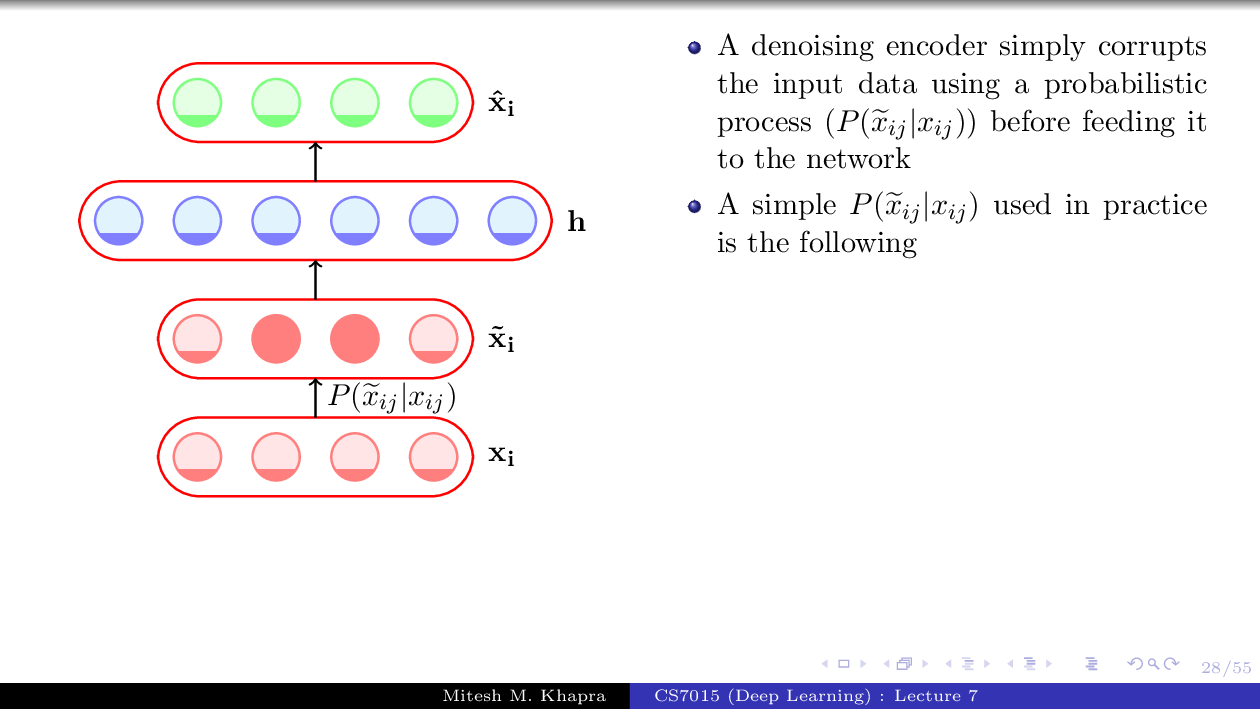 x̂ᵢ
h
x̃ᵢ
P(x̃ᵢⱼ|xᵢⱼ)
xᵢ
A denoising encoder simply corrupts
the input data using a probabilistic
process (P(x̃ᵢⱼ|xᵢⱼ)) before feeding it
to the network
A simple P(x̃ᵢⱼ|xᵢⱼ) used in practice
is the following
28/55
Mitesh M. Khapra
CS7015 (Deep Learning) : Lecture 7